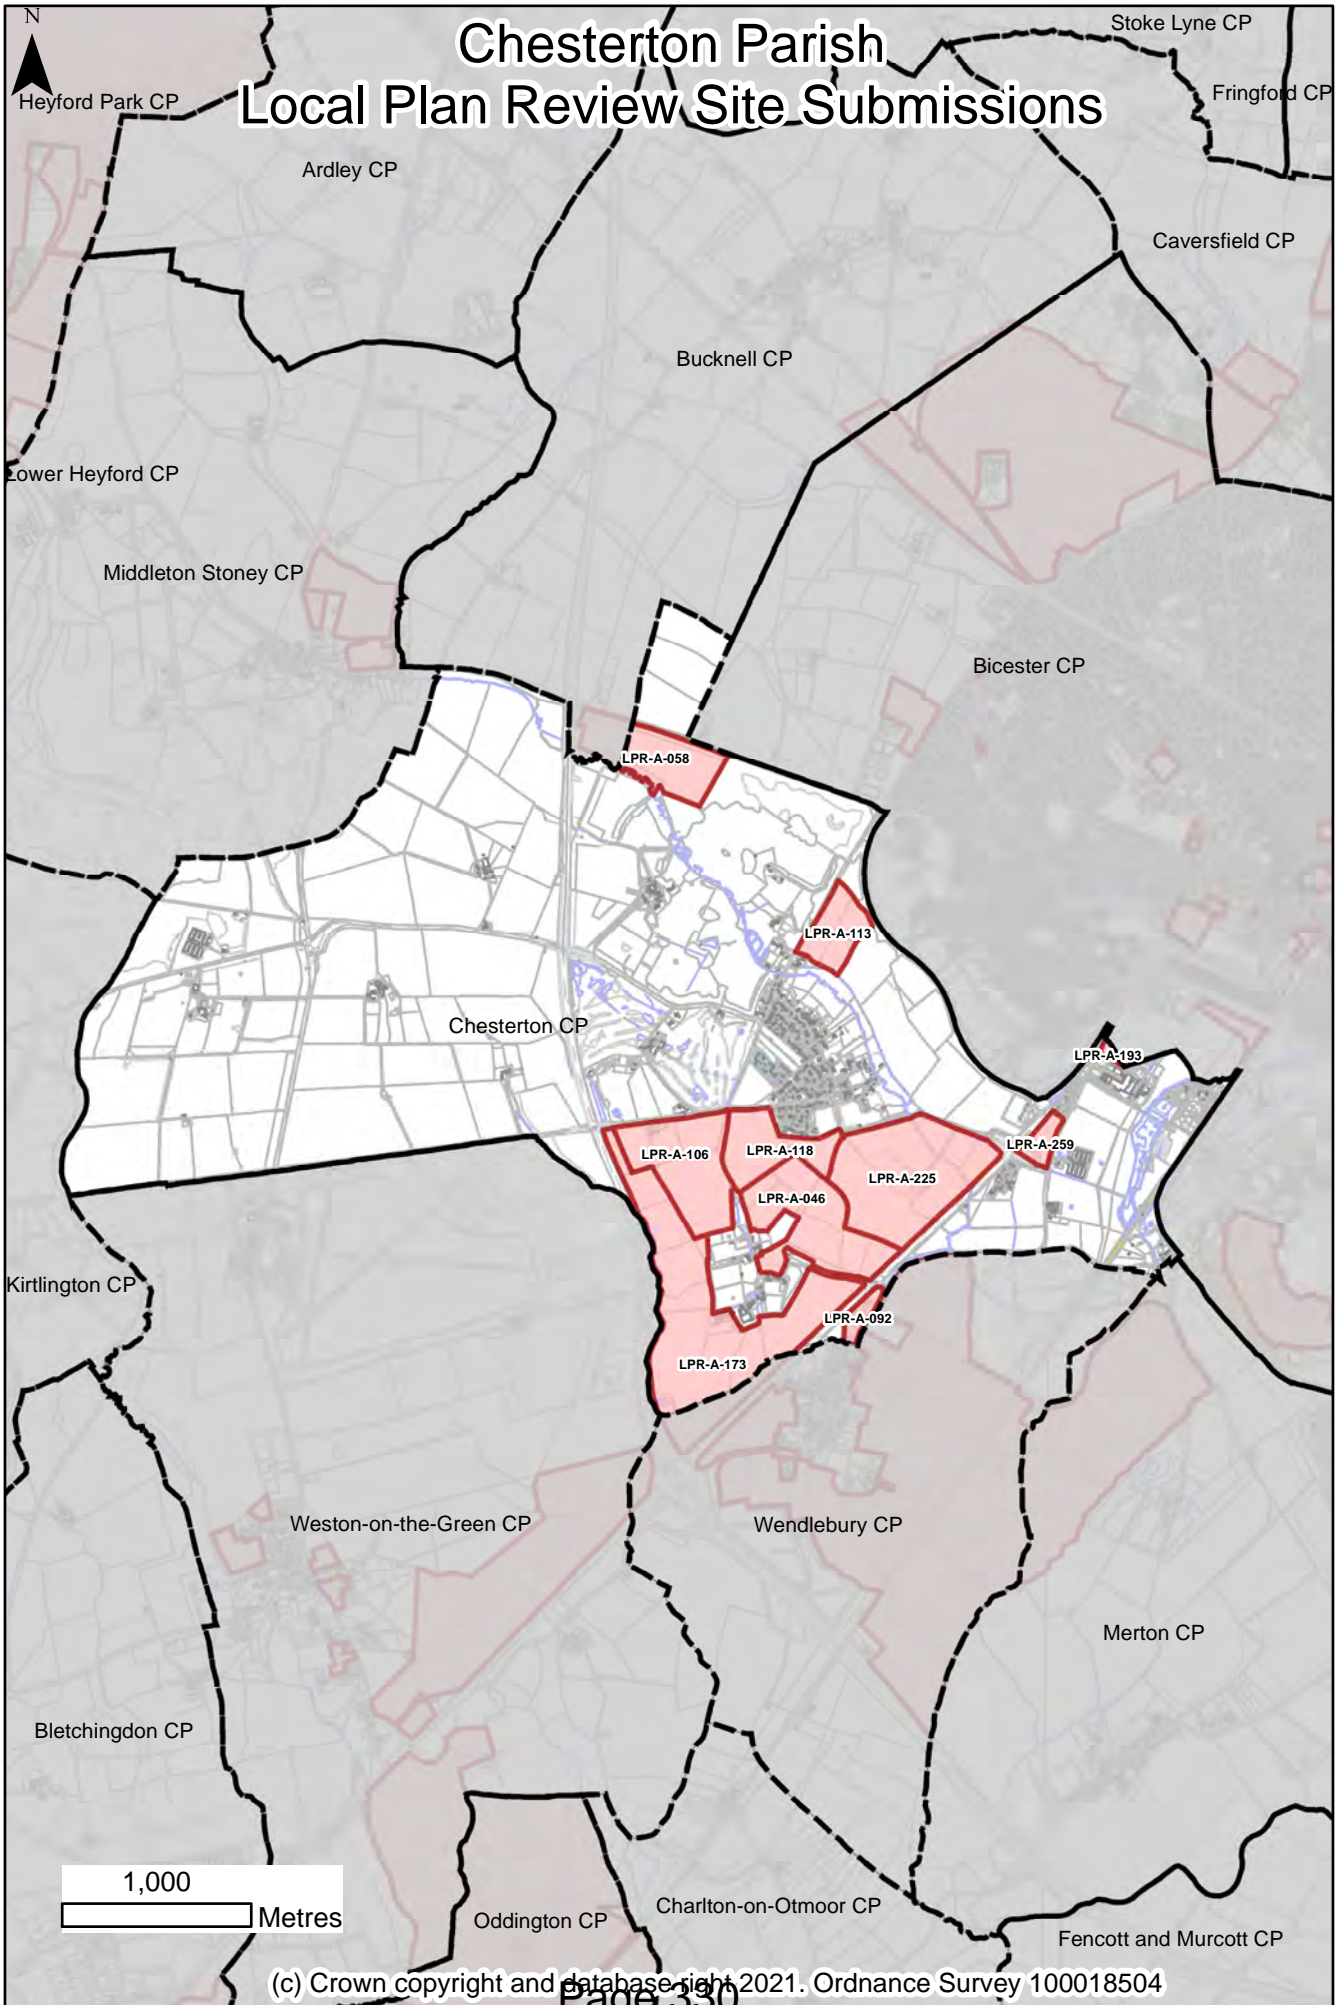 N
Chesterton Parish
Local Plan Review Site Submissions
Stoke Lyne CP
Fringford CP
Heyford Park CP
Ardley CP
Caversfield CP
Bucknell CP
Lower Heyford CP
Middleton Stoney CP
Bicester CP
LPR-A-058
LPR-A-113
Chesterton CP
LPR-A-193
LPR-A-259
LPR-A-106
LPR-A-118
LPR-A-225
LPR-A-046
Kirtlington CP
LPR-A-092
LPR-A-173
Weston-on-the-Green CP
Wendlebury CP
Merton CP
Bletchingdon CP
1,000
Metres
Charlton-on-Otmoor CP
Oddington CP
Fencott and Murcott CP
(c) Crown copyright and database right 2021. Ordnance Survey 100018504
Page 330